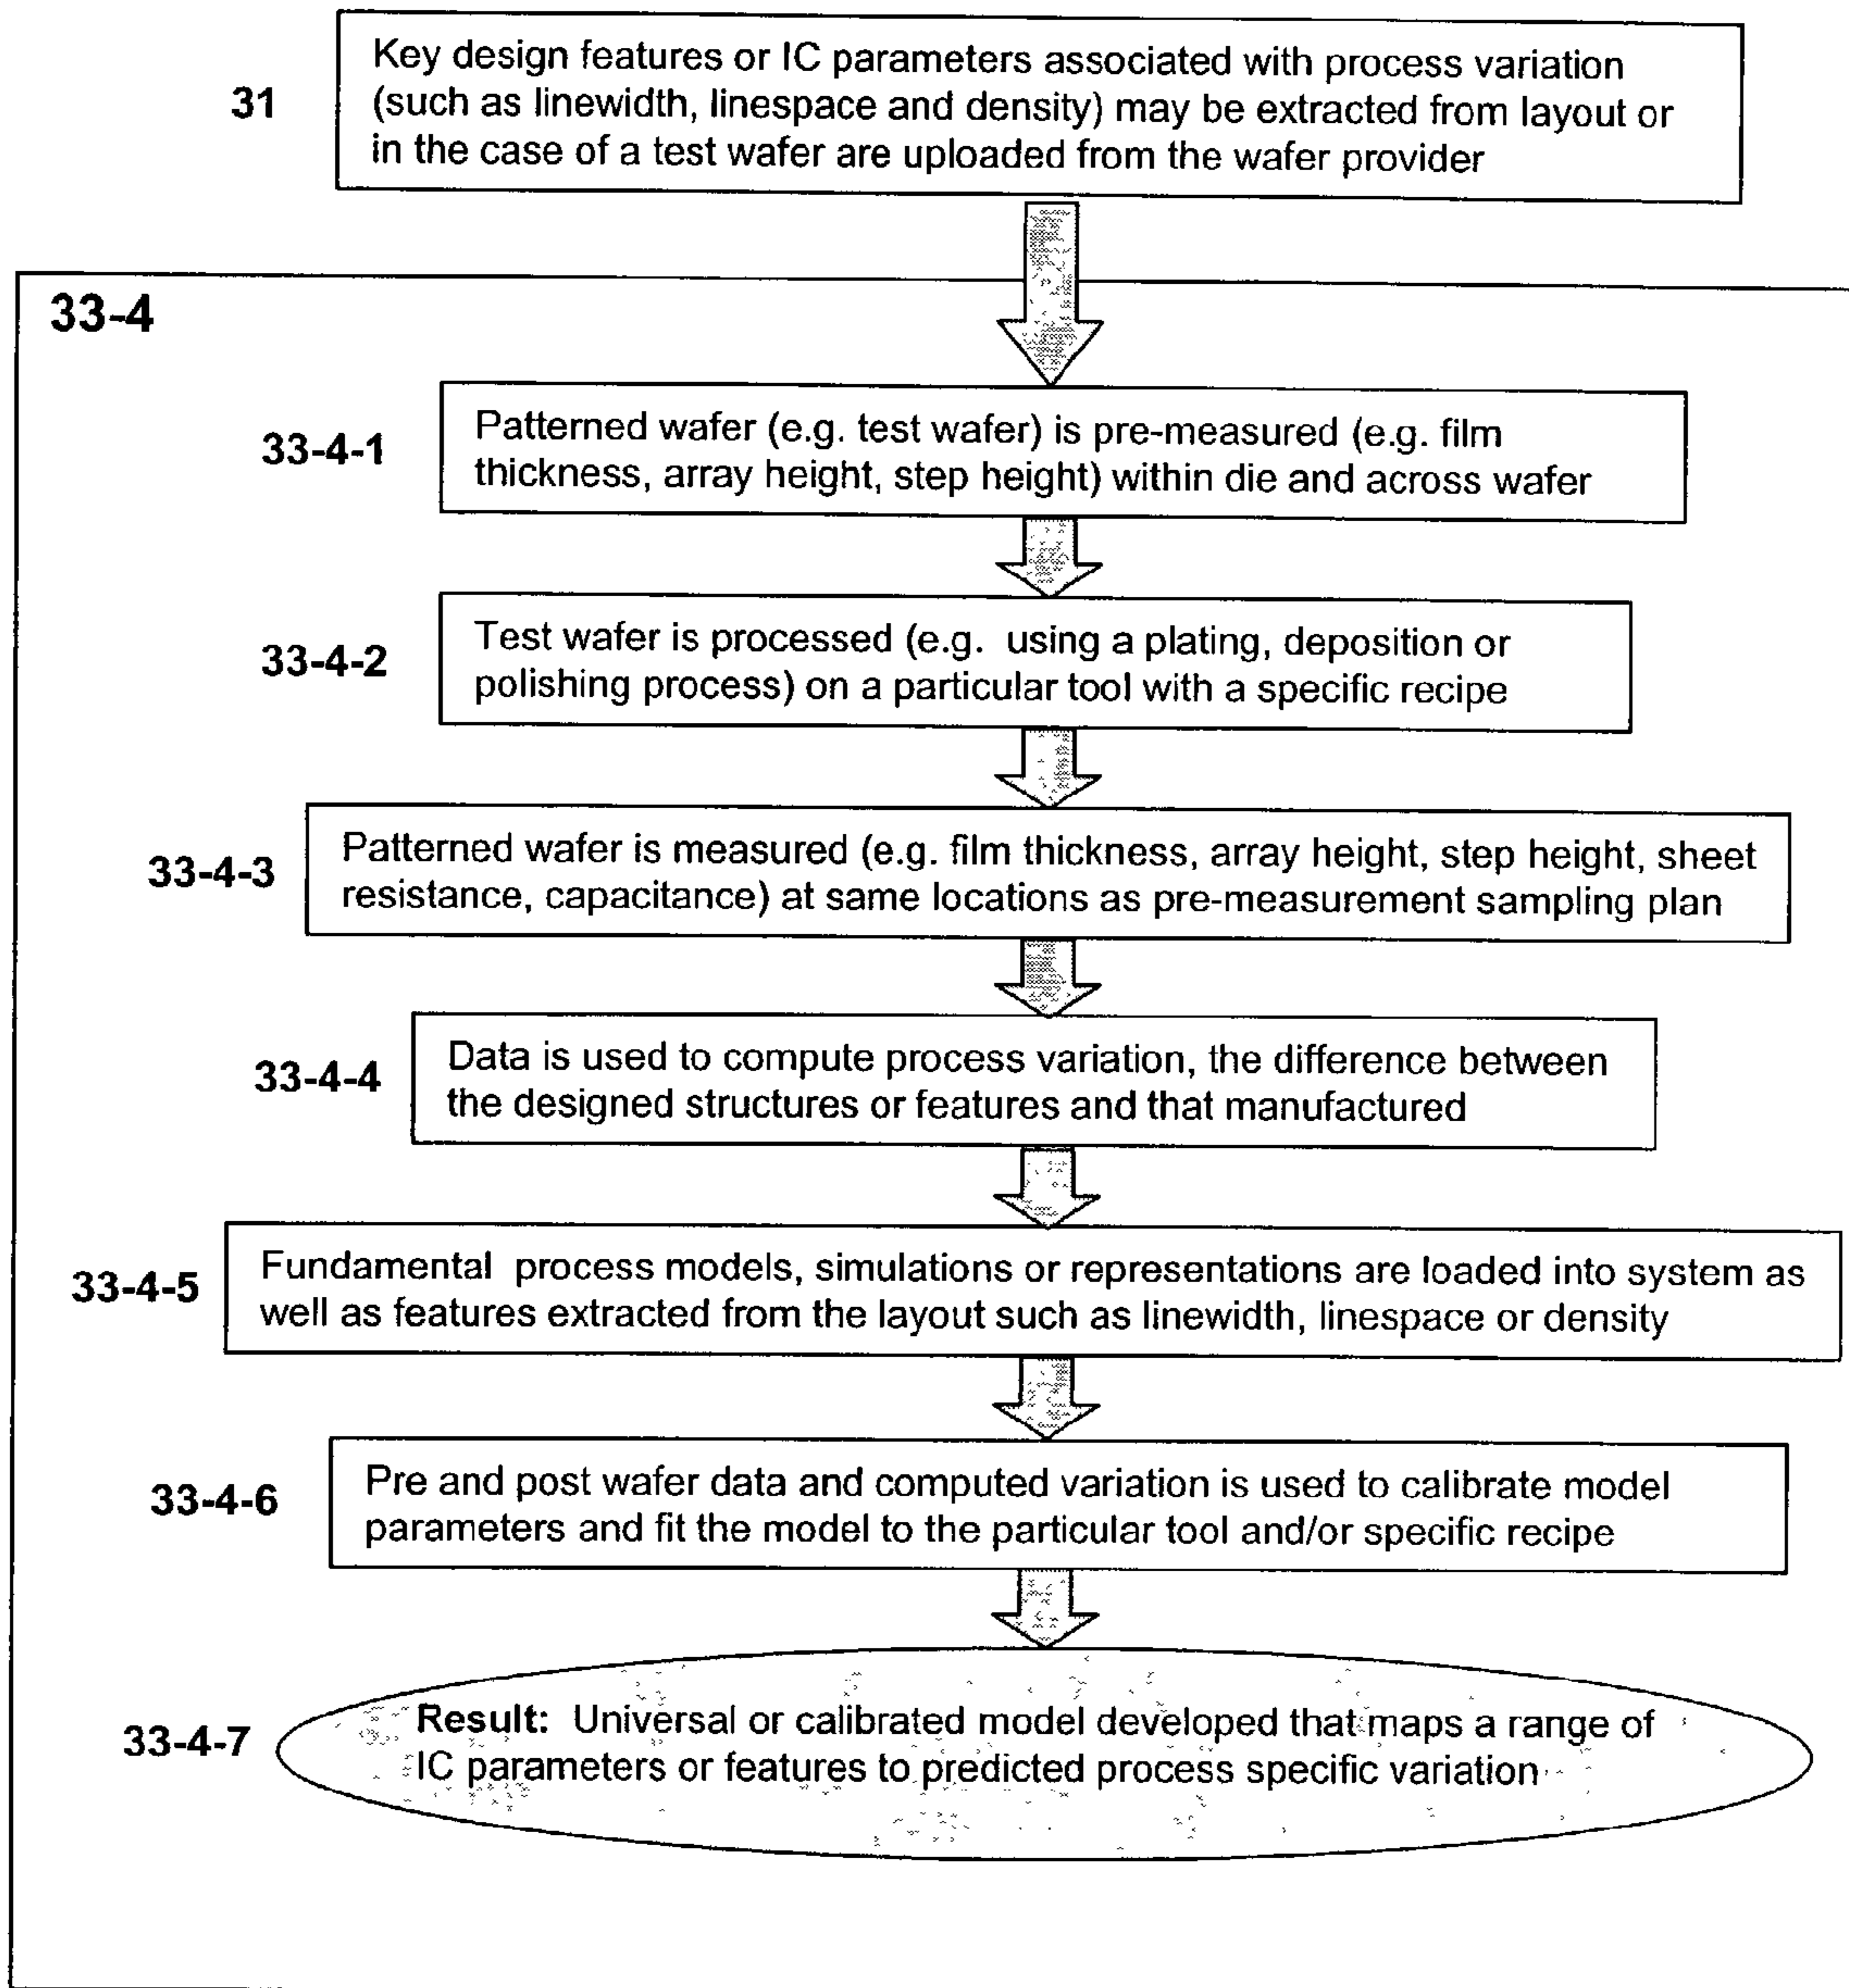 31
Key design features or IC parameters associated with process variation
(such as linewidth, linespace and density) may be extracted from layout or
in the case of a test wafer are uploaded from the wafer provider
33-4
33-4-1
Patterned wafer (e.g. test wafer) is pre-measured (e.g. film
thickness, array height, step height) within die and across wafer
33-4-2
Test wafer is processed (e.g. using a plating, deposition or
polishing process) on a particular tool with a specific recipe
33-4-3
Patterned wafer is measured (e.g. film thickness, array height, step height, sheet
resistance, capacitance) at same locations as pre-measurement sampling plan
33-4-4
Data is used to compute process variation, the difference between
the designed structures or features and that manufactured
33-4-5
Fundamental process models, simulations or representations are loaded into system as
well as features extracted from the layout such as linewidth, linespace or density
33-4-6
Pre and post wafer data and computed variation is used to calibrate model
parameters and fit the model to the particular tool and/or specific recipe
33-4-7
Result: Universal or calibrated model developed that maps a range of
IC parameters or features to predicted process specific variation